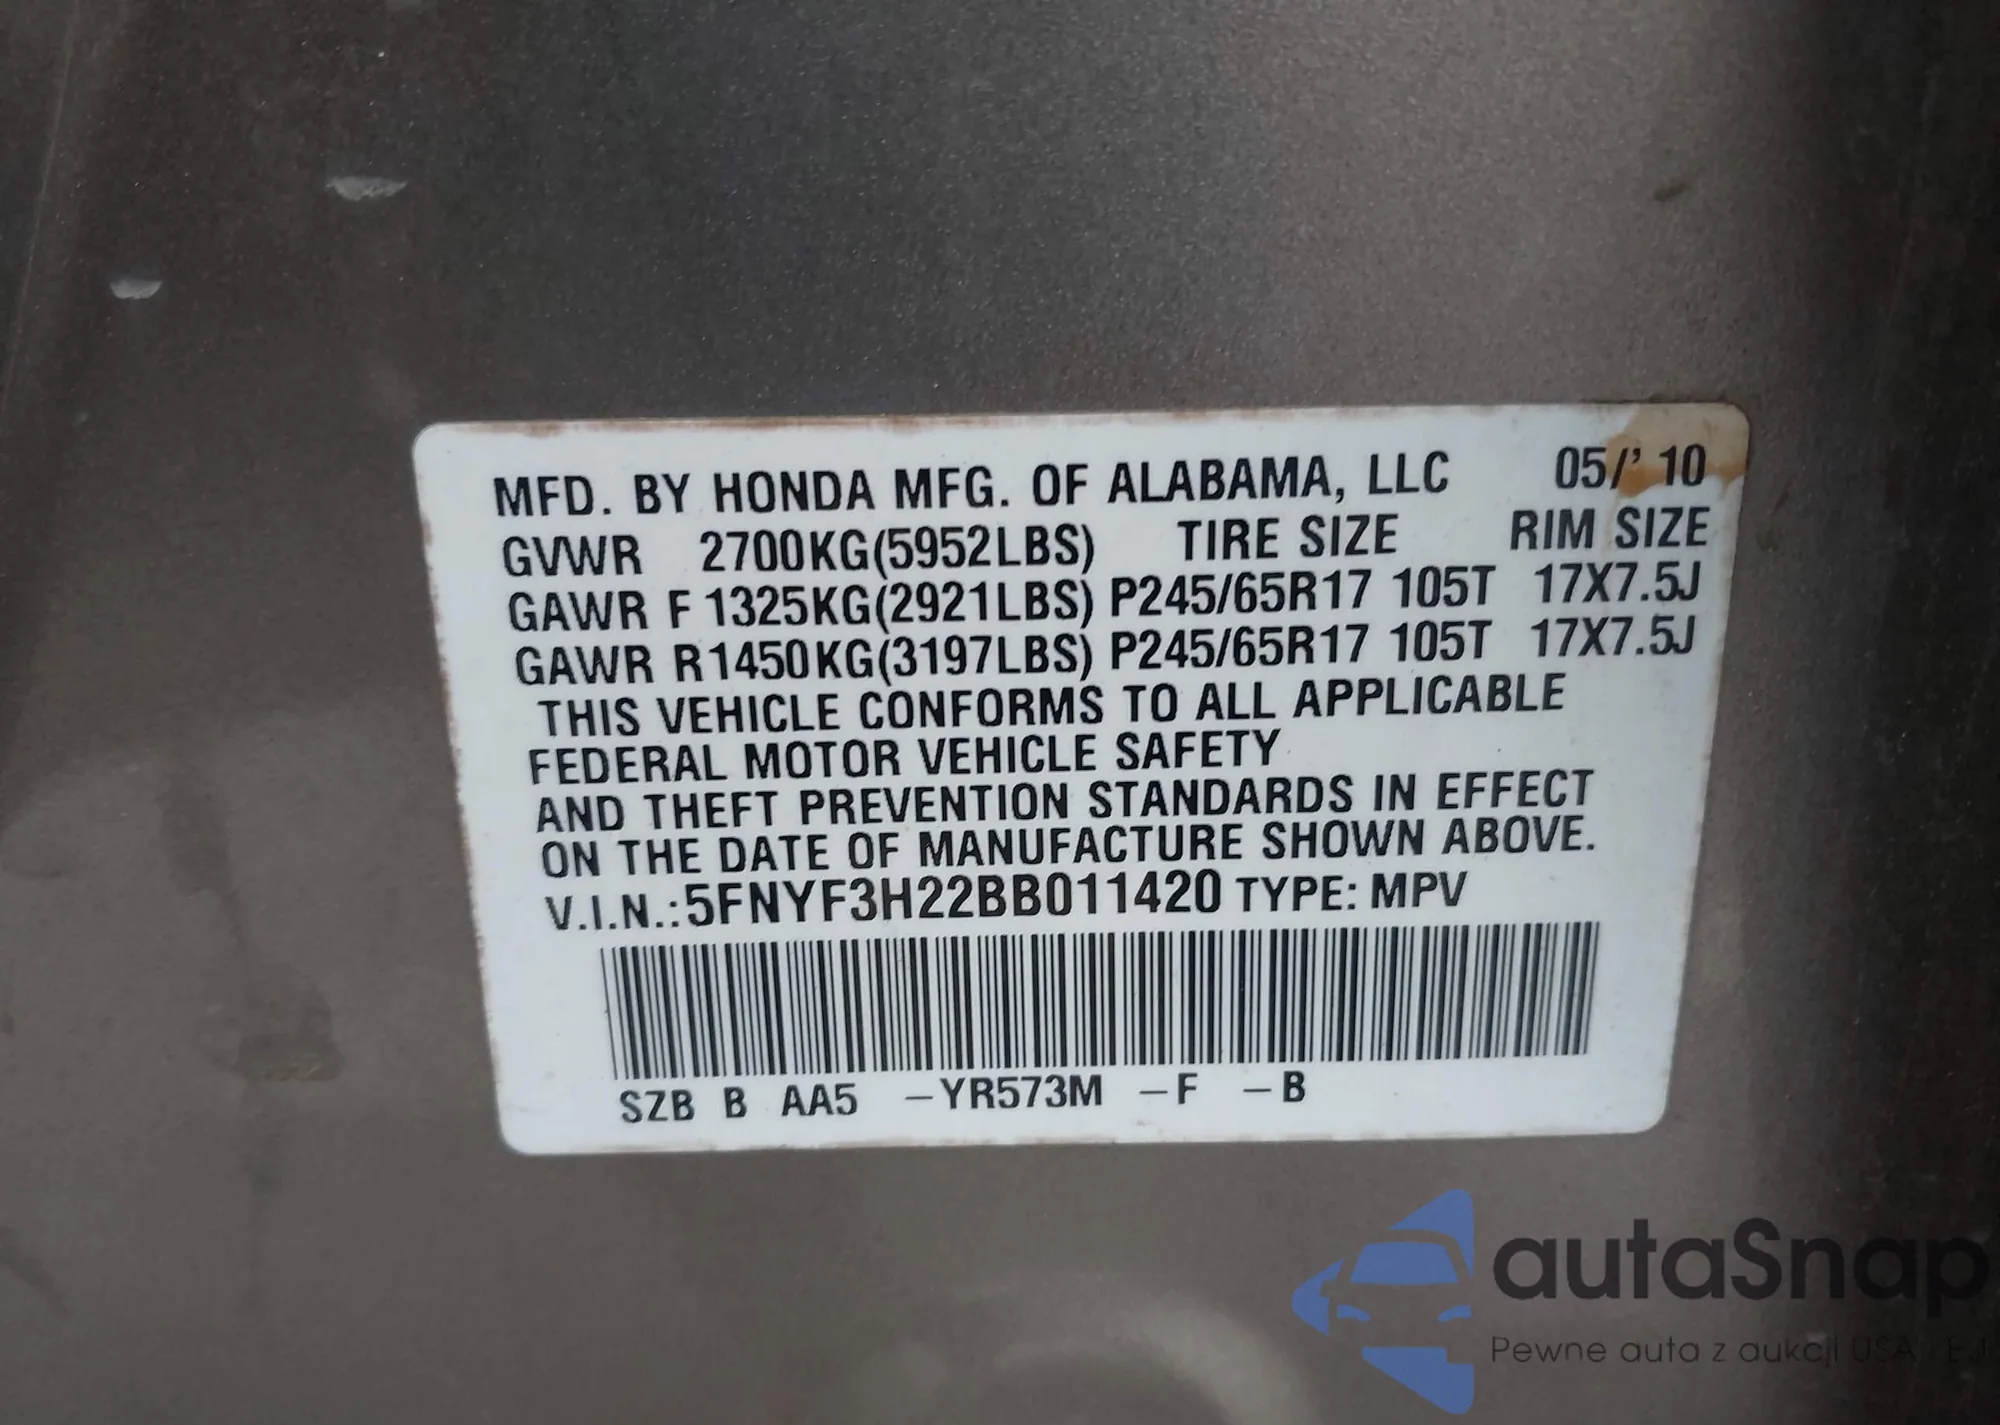 MFD. BY HONDA MFG. OF ALABAMA, LLC 05/' 10
GVWR 2700KG(5952LBS) TIRE SIZE RIM SIZE
GAWR F 1325KG(2921LBS) P245/65R17 105T 17X7.5J
GAWR R1450KG(3197LBS) P245/65R17 105T 17X7.5J
THIS VEHICLE CONFORMS TO ALL APPLICABLE
FEDERAL MOTOR VEHICLE SAFETY
AND THEFT PREVENTION STANDARDS IN EFFECT
ON THE DATE OF MANUFACTURE SHOWN ABOVE.
V.I.N.:5FNYF3H22BB011420 TYPE: MPV
SZB B AA5 –YR573M –F –B
autaSnap
Pewne auta z aukcji USA